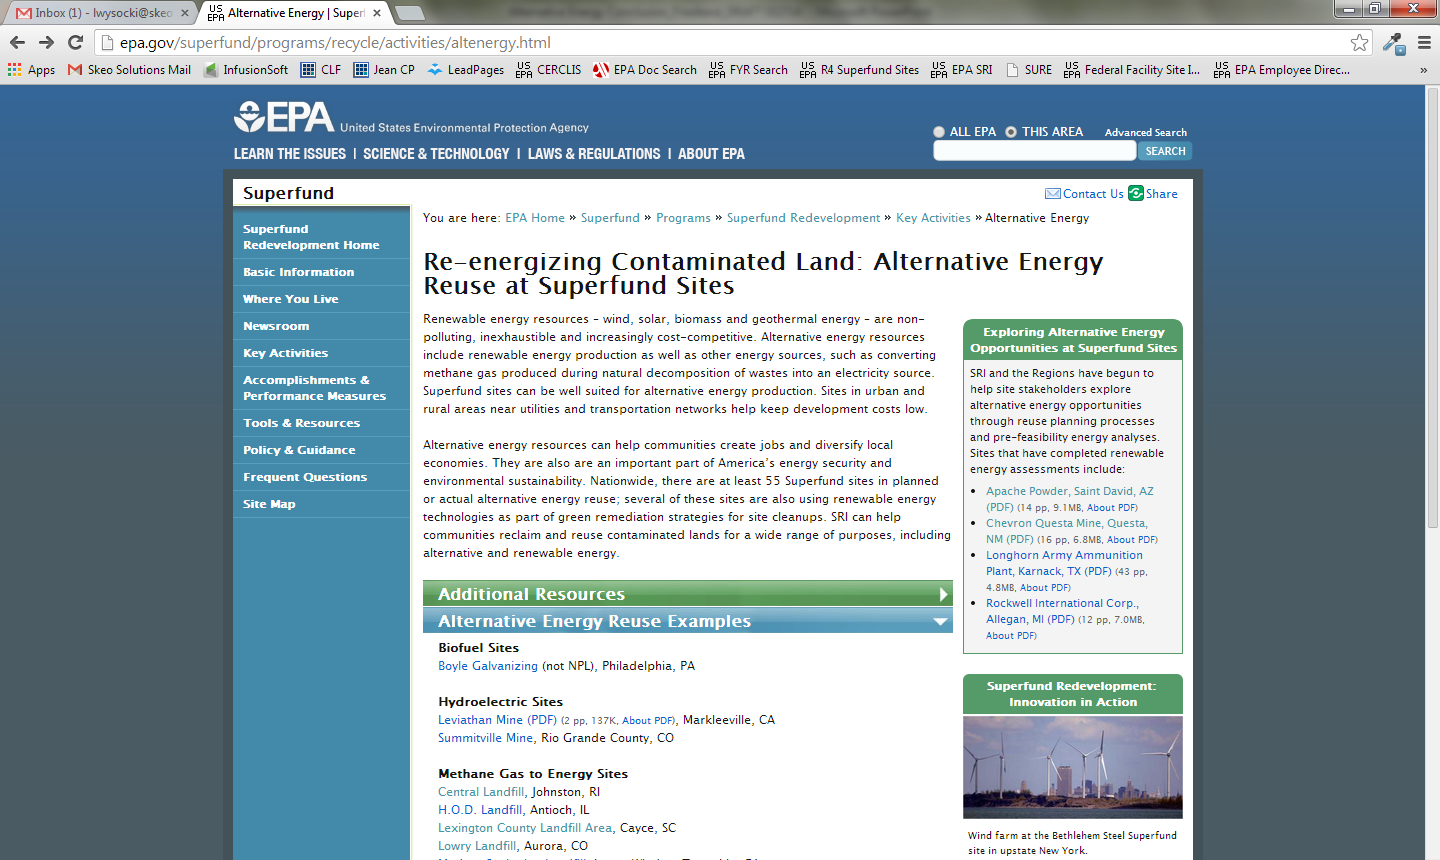 Inbox (1) - lwysocki@skeo
US EPA Alternative Energy | Superf
epa.gov/superfund/programs/recycle/activities/altenergy.html
Apps Skeo Solutions Mail InfusionSoft CLF Jean CP LeadPages US EPA CERCLIS EPA Doc Search US EPA FYR Search US EPA R4 Superfund Sites US EPA EPA SRI SURE US EPA Federal Facility Site I... US EPA EPA Employee Direc... »
EPA United States Environmental Protection Agency
ALL EPA THIS AREA Advanced Search
SEARCH
LEARN THE ISSUES | SCIENCE & TECHNOLOGY | LAWS & REGULATIONS | ABOUT EPA
Superfund
Contact Us Share
Superfund
Redevelopment Home
Basic Information
Where You Live
Newsroom
Key Activities
Accomplishments &
Performance Measures
Tools & Resources
Policy & Guidance
Frequent Questions
Site Map
You are here: EPA Home » Superfund » Programs » Superfund Redevelopment » Key Activities » Alternative Energy
Re-energizing Contaminated Land: Alternative Energy
Reuse at Superfund Sites
Renewable energy resources – wind, solar, biomass and geothermal energy – are non-
polluting, inexhaustible and increasingly cost-competitive. Alternative energy resources
include renewable energy production as well as other energy sources, such as converting
methane gas produced during natural decomposition of wastes into an electricity source.
Superfund sites can be well suited for alternative energy production. Sites in urban and
rural areas near utilities and transportation networks help keep development costs low.
Alternative energy resources can help communities create jobs and diversify local
economies. They are also are an important part of America's energy security and
environmental sustainability. Nationwide, there are at least 55 Superfund sites in planned
or actual alternative energy reuse; several of these sites are also using renewable energy
technologies as part of green remediation strategies for site cleanups. SRI can help
communities reclaim and reuse contaminated lands for a wide range of purposes, including
alternative and renewable energy.
Additional Resources
Alternative Energy Reuse Examples
Biofuel Sites
Boyle Galvanizing (not NPL), Philadelphia, PA
Hydroelectric Sites
Leviathan Mine (PDF) (2 pp, 137K, About PDF), Markleeville, CA
Summitville Mine, Rio Grande County, CO
Methane Gas to Energy Sites
Central Landfill, Johnston, RI
H.O.D. Landfill, Antioch, IL
Lexington County Landfill Area, Cayce, SC
Lowry Landfill, Aurora, CO
Exploring Alternative Energy
Opportunities at Superfund Sites
SRI and the Regions have begun to
help site stakeholders explore
alternative energy opportunities
through reuse planning processes
and pre-feasibility energy analyses.
Sites that have completed renewable
energy assessments include:
• Apache Powder, Saint David, AZ
(PDF) (14 pp, 9.1MB, About PDF)
• Chevron Questa Mine, Questa,
NM (PDF) (16 pp, 6.8MB, About PDF)
• Longhorn Army Ammunition
Plant, Karnack, TX (PDF) (43 pp,
4.8MB, About PDF)
• Rockwell International Corp.,
Allegan, MI (PDF) (12 pp, 7.0MB,
About PDF)
Superfund Redevelopment:
Innovation in Action
Wind farm at the Bethlehem Steel Superfund
site in upstate New York.